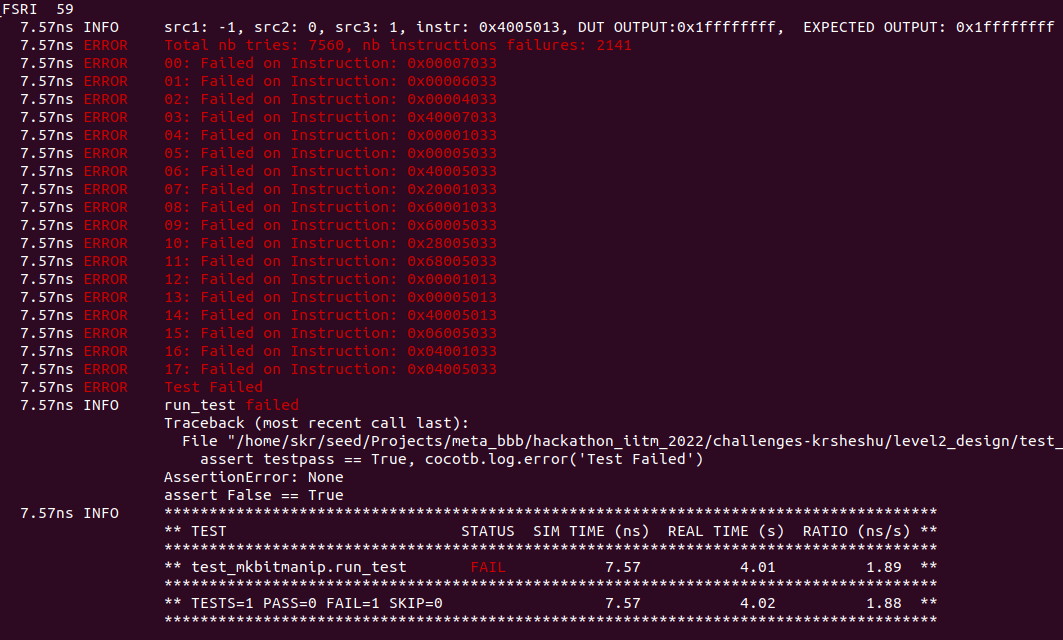 _FSRI  59
7.57ns INFO     src1: -1, src2: 0, src3: 1, instr: 0x4005013, DUT OUTPUT:0x1ffffffff,  EXPECTED OUTPUT: 0x1ffffffff
7.57ns ERROR    Total nb tries: 7560, nb instructions failures: 2141
7.57ns ERROR    00: Failed on Instruction: 0x00007033
7.57ns ERROR    01: Failed on Instruction: 0x00006033
7.57ns ERROR    02: Failed on Instruction: 0x00004033
7.57ns ERROR    03: Failed on Instruction: 0x40007033
7.57ns ERROR    04: Failed on Instruction: 0x00001033
7.57ns ERROR    05: Failed on Instruction: 0x00005033
7.57ns ERROR    06: Failed on Instruction: 0x40005033
7.57ns ERROR    07: Failed on Instruction: 0x20001033
7.57ns ERROR    08: Failed on Instruction: 0x60001033
7.57ns ERROR    09: Failed on Instruction: 0x60005033
7.57ns ERROR    10: Failed on Instruction: 0x28005033
7.57ns ERROR    11: Failed on Instruction: 0x68005033
7.57ns ERROR    12: Failed on Instruction: 0x00001013
7.57ns ERROR    13: Failed on Instruction: 0x00005013
7.57ns ERROR    14: Failed on Instruction: 0x40005013
7.57ns ERROR    15: Failed on Instruction: 0x06005033
7.57ns ERROR    16: Failed on Instruction: 0x04001033
7.57ns ERROR    17: Failed on Instruction: 0x04005033
7.57ns ERROR    Test Failed
7.57ns INFO     run_test failed
Traceback (most recent call last):
File "/home/skr/seed/Projects/meta_bbb/hackathon_iitm_2022/challenges-krsheshu/level2_design/test_
assert testpass == True, cocotb.log.error('Test Failed')
AssertionError: None
assert False == True
7.57ns INFO     **************************************************************************************
** TEST                          STATUS  SIM TIME (ns)  REAL TIME (s)  RATIO (ns/s) **
**************************************************************************************
** test_mkbitmanip.run_test       FAIL           7.57           4.01          1.89  **
**************************************************************************************
** TESTS=1 PASS=0 FAIL=1 SKIP=0                  7.57           4.02          1.88  **
**************************************************************************************